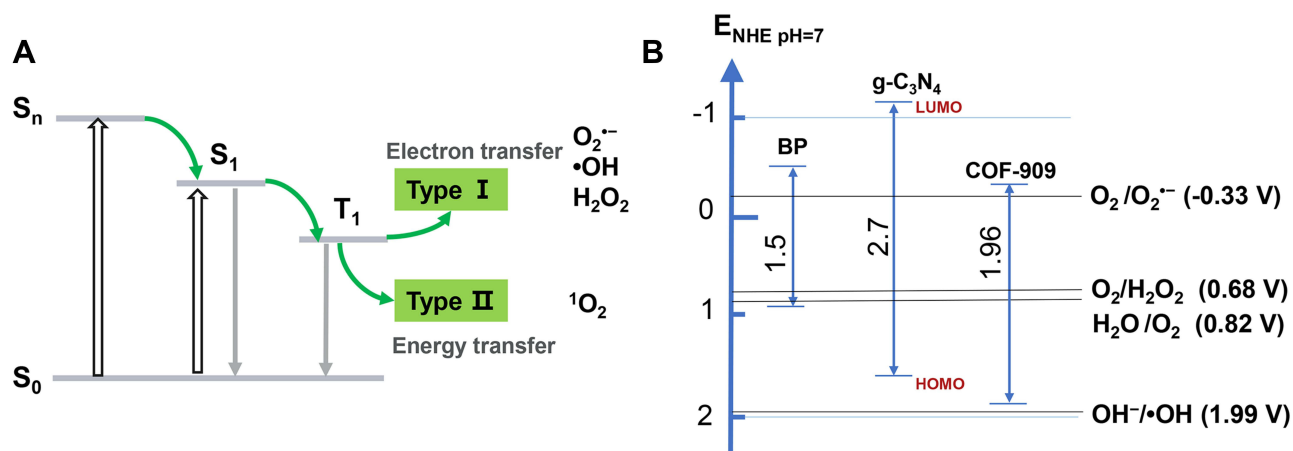 A
Sₙ
S₁
T₁
S₀
Electron transfer
Type Ⅰ
O₂•⁻
•OH
H₂O₂
Type Ⅱ
¹O₂
Energy transfer
B
E_NHE pH=7
-1
0
1
2
BP
1.5
g-C₃N₄
LUMO
2.7
HOMO
COF-909
1.96
O₂/O₂•⁻ (-0.33 V)
O₂/H₂O₂ (0.68 V)
H₂O/O₂ (0.82 V)
OH⁻/•OH (1.99 V)